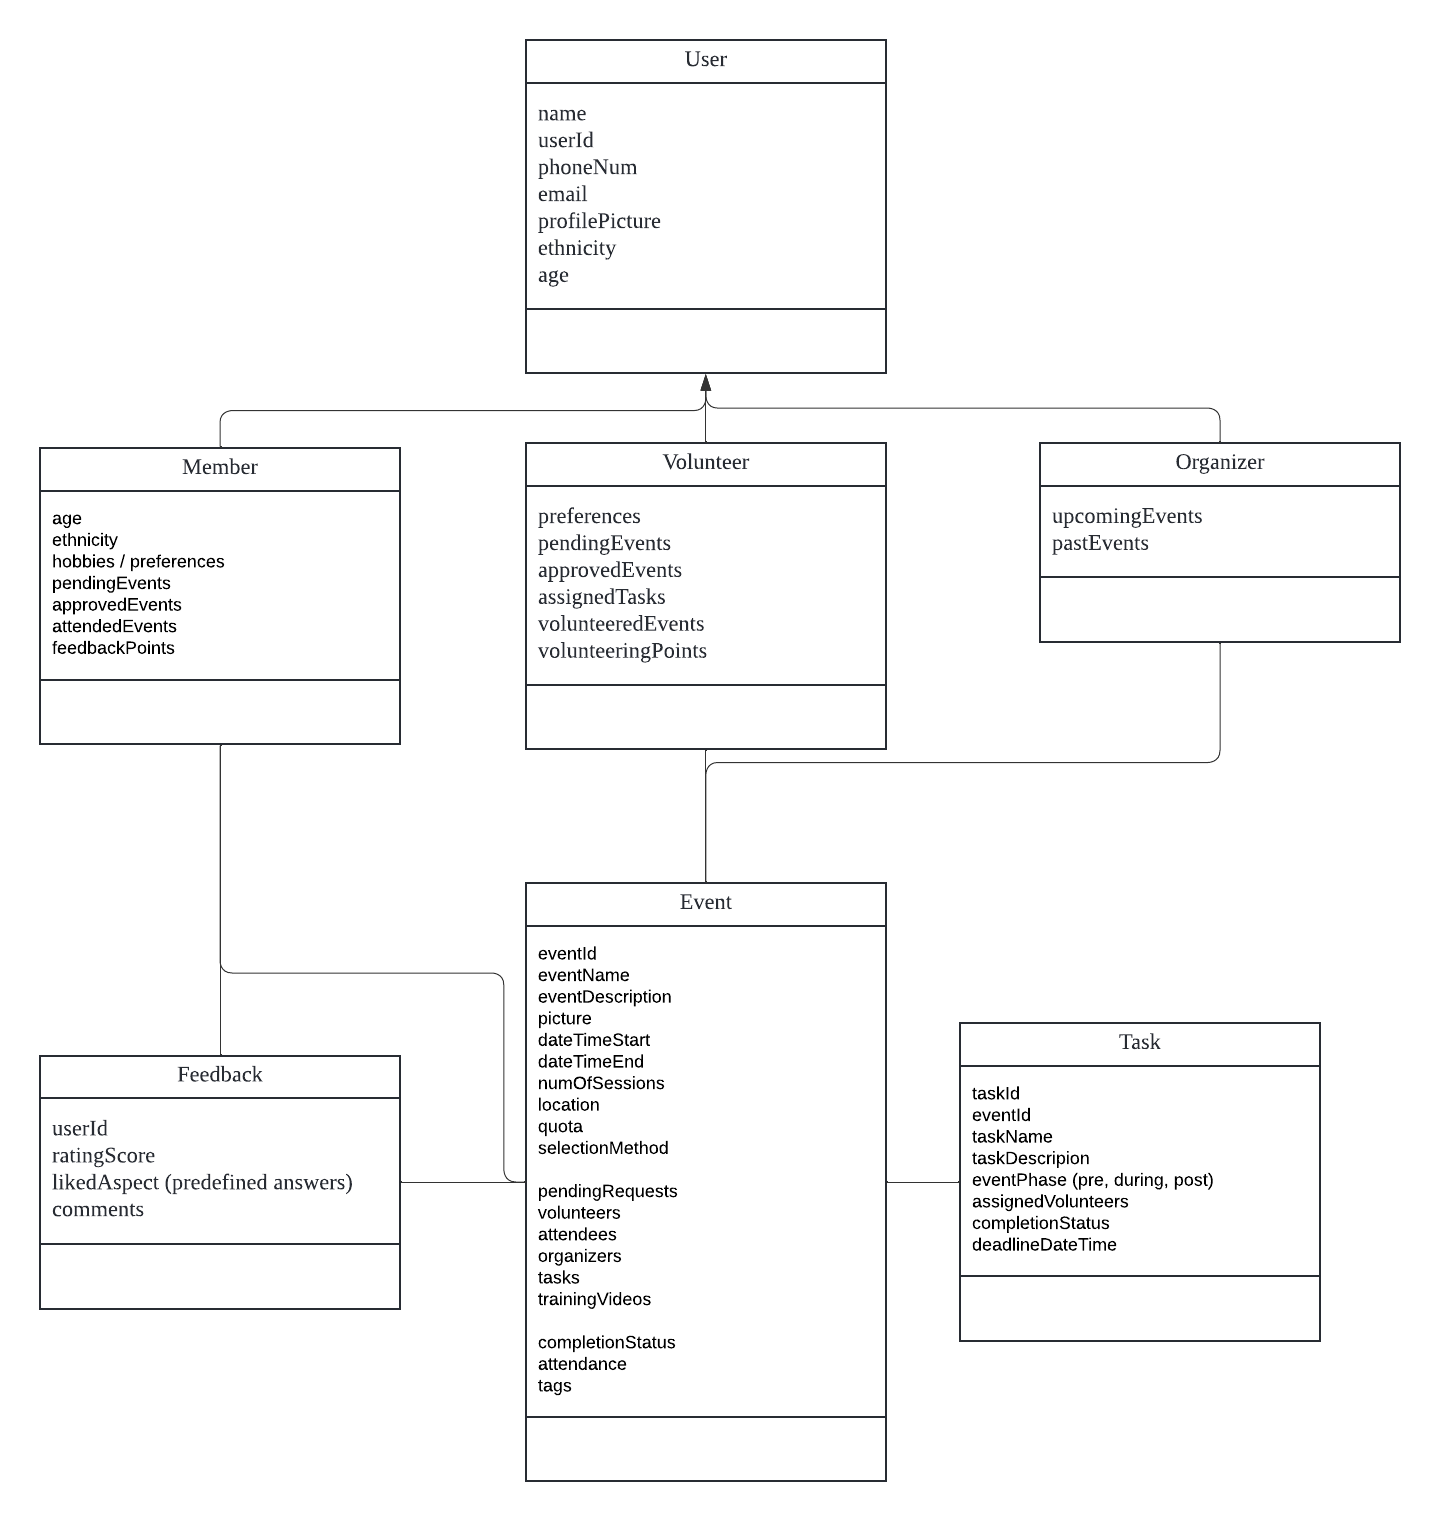 User
name
userId
phoneNum
email
profilePicture
ethnicity
age
Member
age
ethnicity
hobbies / preferences
pendingEvents
approvedEvents
attendedEvents
feedbackPoints
Volunteer
preferences
pendingEvents
approvedEvents
assignedTasks
volunteeredEvents
volunteeringPoints
Organizer
upcomingEvents
pastEvents
Feedback
userId
ratingScore
likedAspect (predefined answers)
comments
Event
eventId
eventName
eventDescription
picture
dateTimeStart
dateTimeEnd
numOfSessions
location
quota
selectionMethod
pendingRequests
volunteers
attendees
organizers
tasks
trainingVideos
completionStatus
attendance
tags
Task
taskId
eventId
taskName
taskDescripion
eventPhase (pre, during, post)
assignedVolunteers
completionStatus
deadlineDateTime